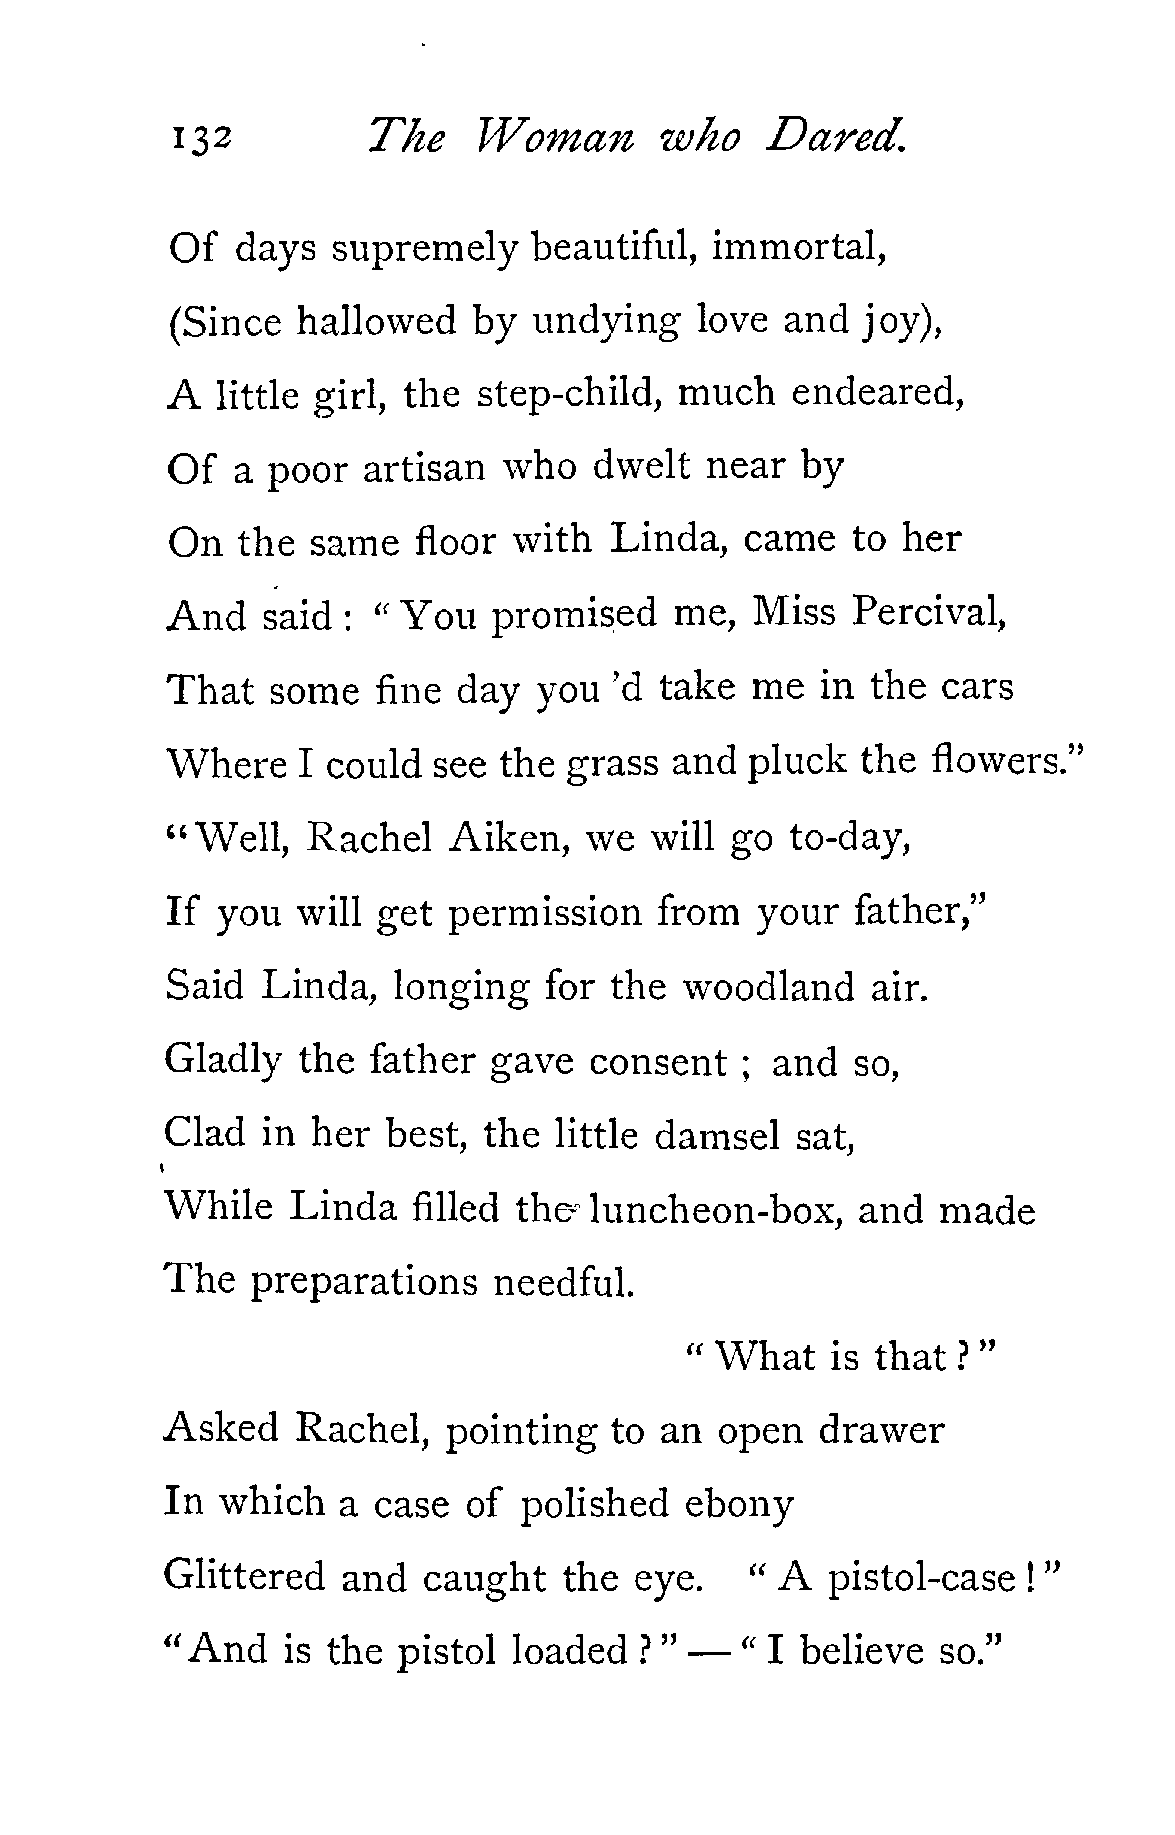 132 The Woman who Dared.
Of days supremely beautiful, immortal,
(Since hallowed by undying love and joy),
A little girl, the step-child, much endeared,
Of a poor artisan who dwelt near by
On the same floor with Linda, came to her
And said : “ You promised me, Miss Percival,
That some fine day you 'd take me in the cars
Where I could see the grass and pluck the flowers.”
“ Well, Rachel Aiken, we will go to-day,
If you will get permission from your father,”
Said Linda, longing for the woodland air.
Gladly the father gave consent ; and so,
Clad in her best, the little damsel sat,
While Linda filled the luncheon-box, and made
The preparations needful.
“ What is that ? ”
Asked Rachel, pointing to an open drawer
In which a case of polished ebony
Glittered and caught the eye. “ A pistol-case ! ”
“ And is the pistol loaded ? ” — “ I believe so.”